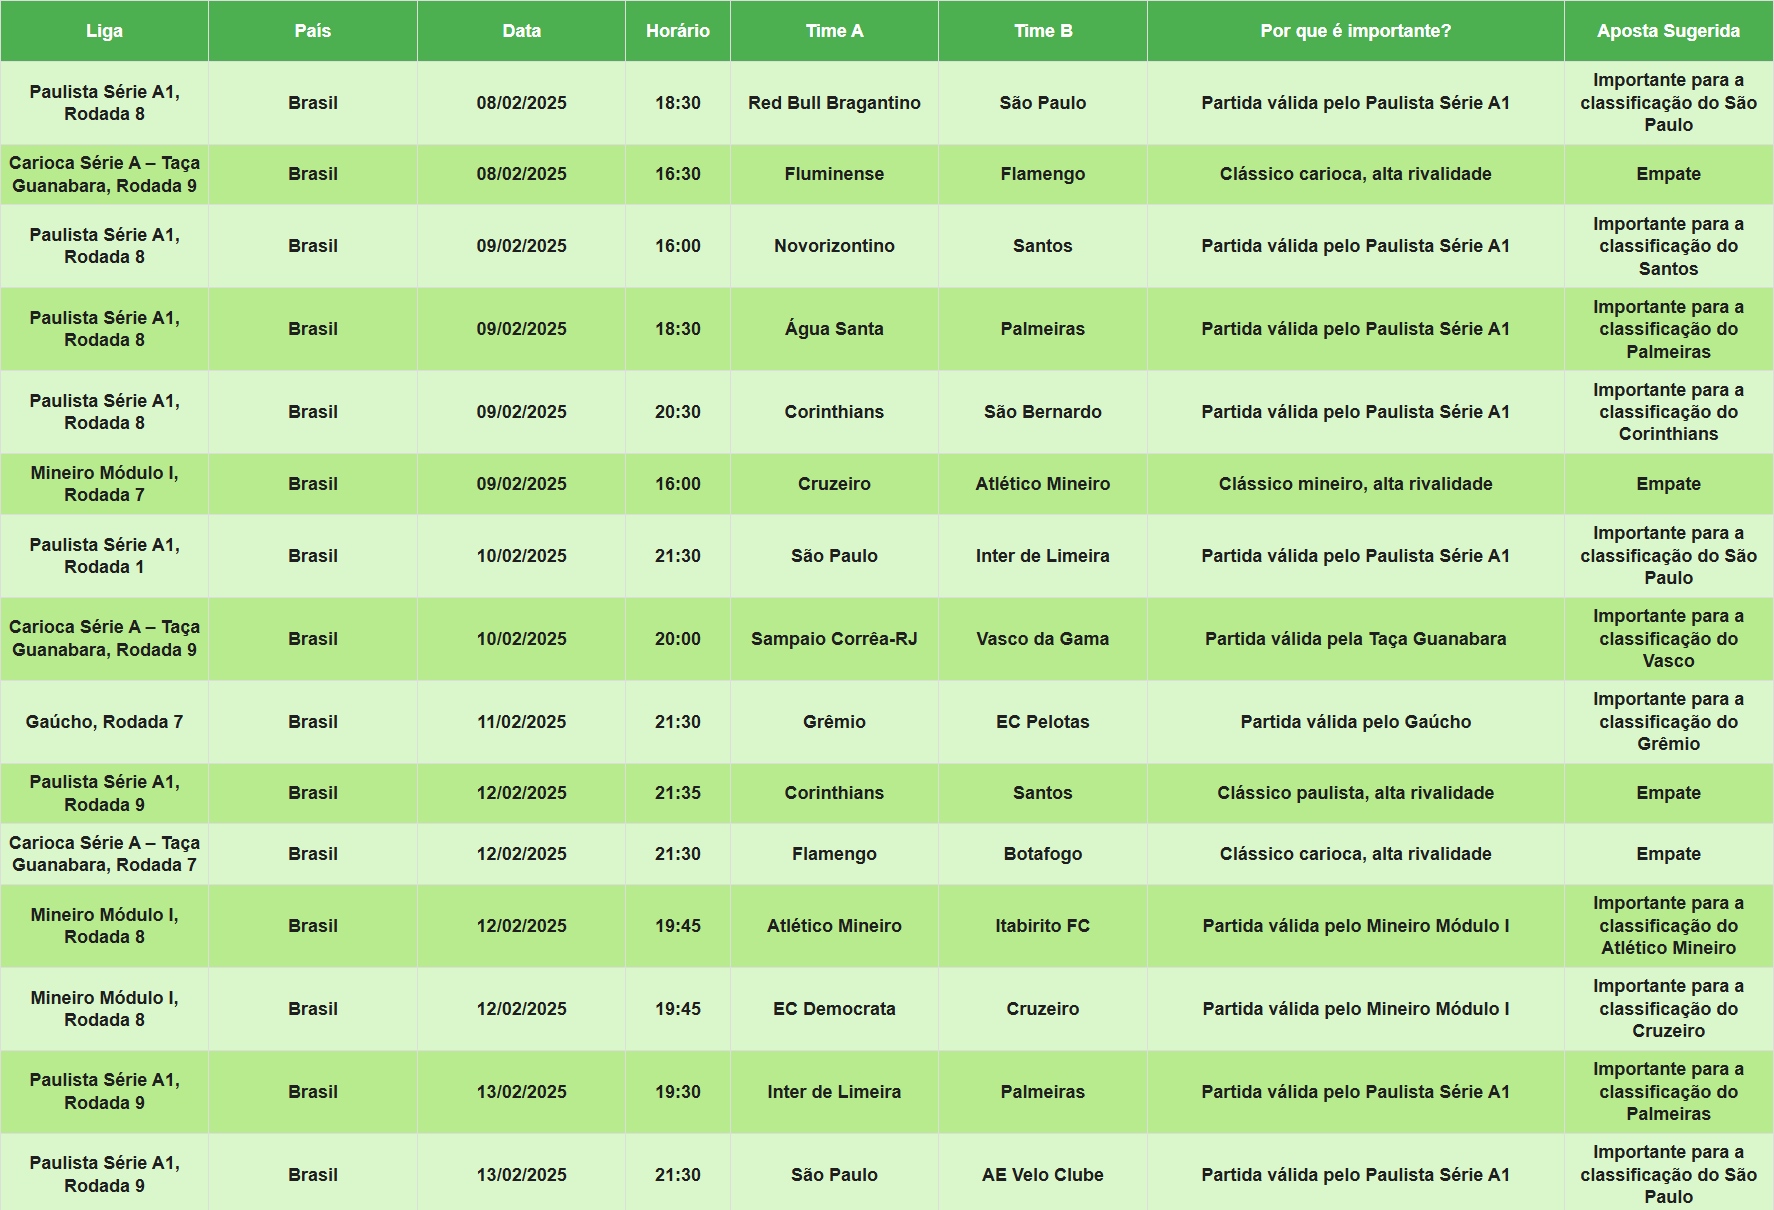 Liga País Data Horário Time A Time B Por que é importante? Aposta Sugerida
Paulista Série A1,
Rodada 8
Brasil 08/02/2025 18:30 Red Bull Bragantino São Paulo Partida válida pelo Paulista Série A1
Importante para a
classificação do São
Paulo
Carioca Série A – Taça
Guanabara, Rodada 9
Brasil 08/02/2025 16:30 Fluminense Flamengo Clássico carioca, alta rivalidade Empate
Paulista Série A1,
Rodada 8
Brasil 09/02/2025 16:00 Novorizontino Santos Partida válida pelo Paulista Série A1
Importante para a
classificação do
Santos
Paulista Série A1,
Rodada 8
Brasil 09/02/2025 18:30 Água Santa Palmeiras Partida válida pelo Paulista Série A1
Importante para a
classificação do
Palmeiras
Paulista Série A1,
Rodada 8
Brasil 09/02/2025 20:30 Corinthians São Bernardo Partida válida pelo Paulista Série A1
Importante para a
classificação do
Corinthians
Mineiro Módulo I,
Rodada 7
Brasil 09/02/2025 16:00 Cruzeiro Atlético Mineiro Clássico mineiro, alta rivalidade Empate
Paulista Série A1,
Rodada 1
Brasil 10/02/2025 21:30 São Paulo Inter de Limeira Partida válida pelo Paulista Série A1
Importante para a
classificação do São
Paulo
Carioca Série A – Taça
Guanabara, Rodada 9
Brasil 10/02/2025 20:00 Sampaio Corrêa-RJ Vasco da Gama Partida válida pela Taça Guanabara
Importante para a
classificação do
Vasco
Gaúcho, Rodada 7 Brasil 11/02/2025 21:30 Grêmio EC Pelotas Partida válida pelo Gaúcho
Importante para a
classificação do
Grêmio
Paulista Série A1,
Rodada 9
Brasil 12/02/2025 21:35 Corinthians Santos Clássico paulista, alta rivalidade Empate
Carioca Série A – Taça
Guanabara, Rodada 7
Brasil 12/02/2025 21:30 Flamengo Botafogo Clássico carioca, alta rivalidade Empate
Mineiro Módulo I,
Rodada 8
Brasil 12/02/2025 19:45 Atlético Mineiro Itabirito FC Partida válida pelo Mineiro Módulo I
Importante para a
classificação do
Atlético Mineiro
Mineiro Módulo I,
Rodada 8
Brasil 12/02/2025 19:45 EC Democrata Cruzeiro Partida válida pelo Mineiro Módulo I
Importante para a
classificação do
Cruzeiro
Paulista Série A1,
Rodada 9
Brasil 13/02/2025 19:30 Inter de Limeira Palmeiras Partida válida pelo Paulista Série A1
Importante para a
classificação do
Palmeiras
Paulista Série A1,
Rodada 9
Brasil 13/02/2025 21:30 São Paulo AE Velo Clube Partida válida pelo Paulista Série A1
Importante para a
classificação do São
Paulo